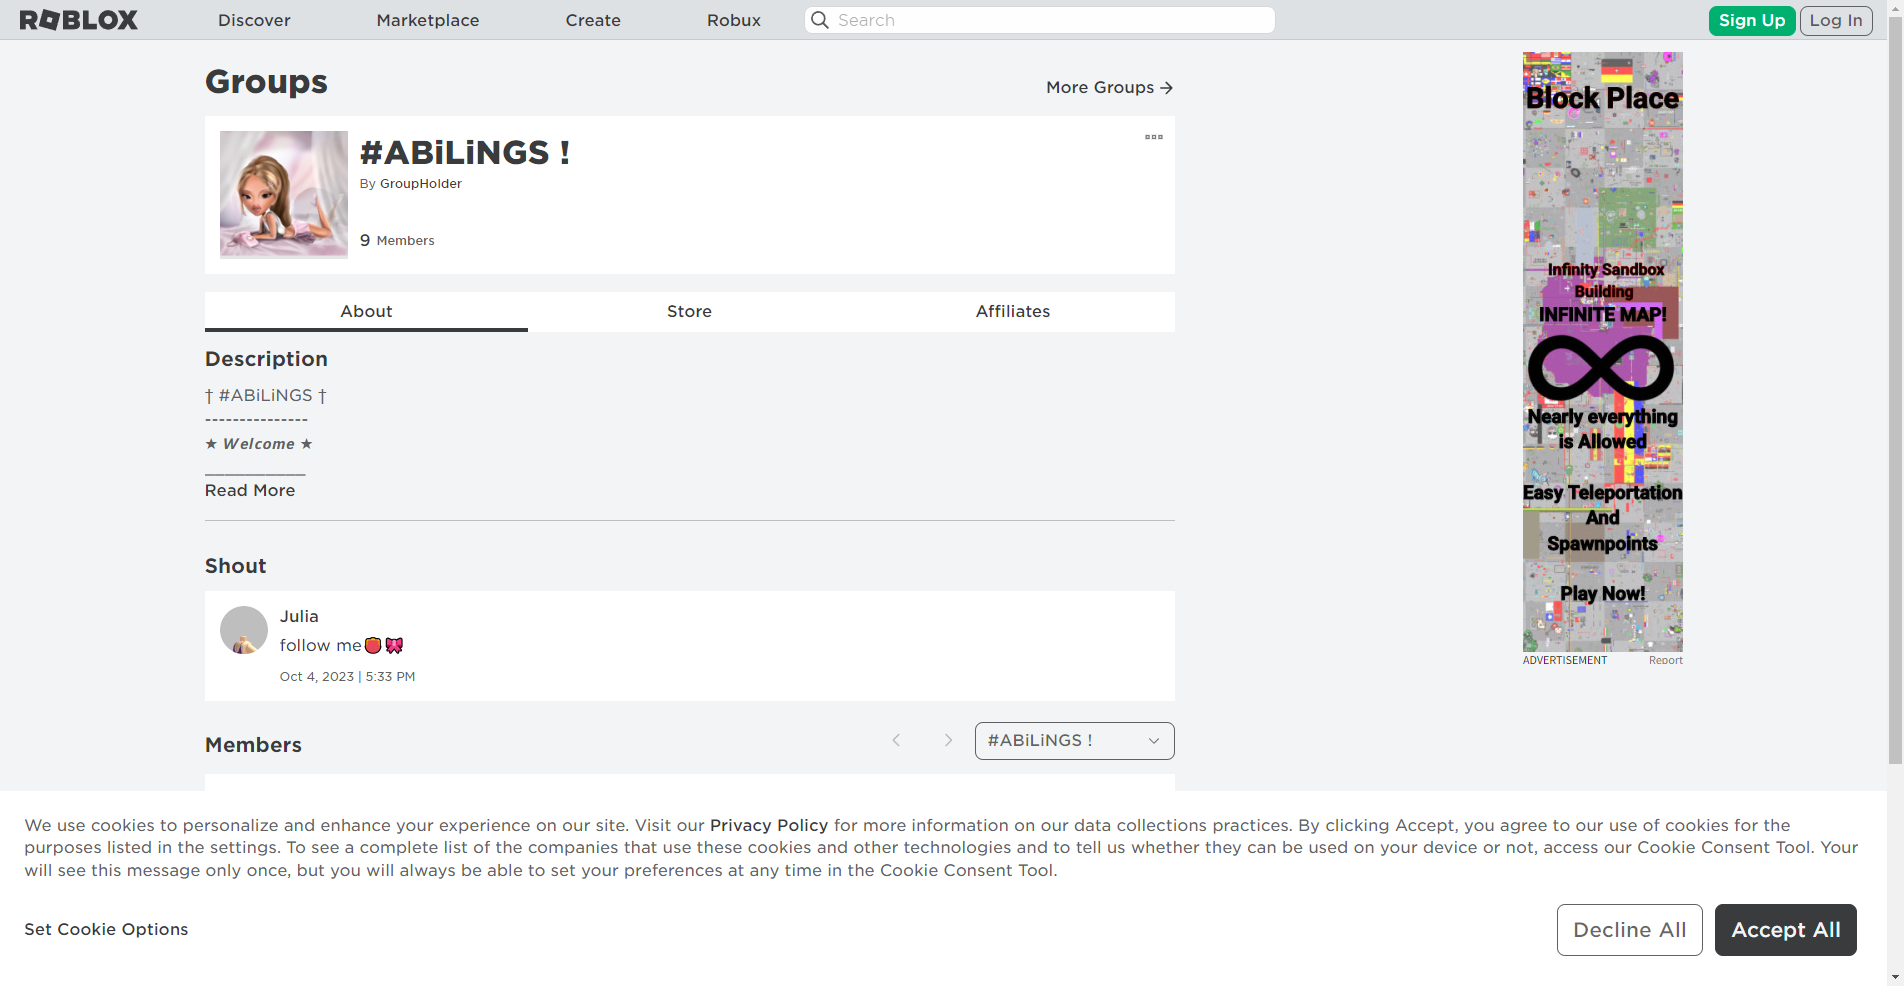 ROBLOX
Discover
Marketplace
Create
Robux
Search
Sign Up
Log In
Groups
More Groups
#ABiLiNGS !
By GroupHolder
9 Members
About
Store
Affiliates
Description
† #ABiLiNGS †
---------------
★ Welcome ★
___________
Read More
Shout
Julia
follow me🌹🎀
Oct 4, 2023 | 5:33 PM
Members
#ABiLiNGS !
Block Place
Infinity Sandbox
Building
INFINITE MAP!
Nearly everything
is Allowed
Easy Teleportation
And
Spawnpoints
Play Now!
ADVERTISEMENT
Report
We use cookies to personalize and enhance your experience on our site. Visit our Privacy Policy for more information on our data collections practices. By clicking Accept, you agree to our use of cookies for the
purposes listed in the settings. To see a complete list of the companies that use these cookies and other technologies and to tell us whether they can be used on your device or not, access our Cookie Consent Tool. Your
will see this message only once, but you will always be able to set your preferences at any time in the Cookie Consent Tool.
Set Cookie Options
Decline All
Accept All